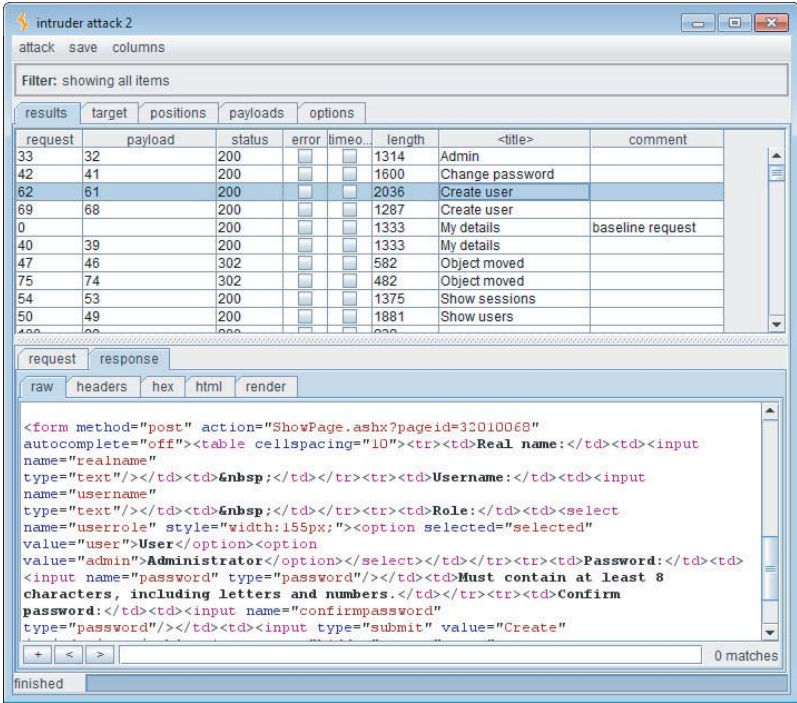 intruder attack 2
attack save columns
Filter: showing all items
results target positions payloads options
request payload status error timeo... length <title> comment
33 32 200 1314 Admin
42 41 200 1600 Change password
62 61 200 2036 Create user
69 68 200 1287 Create user
0 200 1333 My details baseline request
40 39 200 1333 My details
47 46 302 582 Object moved
75 74 302 482 Object moved
54 53 200 1375 Show sessions
50 49 200 1881 Show users
request response
raw headers hex html render
<form method="post" action="ShowPage.ashx?pageid=32010068"
autocomplete="off"><table cellspacing="10"><tr><td>Real name:</td><td><input
name="realname"
type="text"/></td><td>&nbsp;</td></tr><tr><td>Username:</td><td><input
name="username"
type="text"/></td><td>&nbsp;</td></tr><tr><td>Role:</td><td><select
name="userrole" style="width:155px;"><option selected="selected"
value="user">User</option><option
value="admin">Administrator</option></select></td></tr><tr><td>Password:</td><td>
<input name="password" type="password"/></td><td>Must contain at least 8
characters, including letters and numbers.</td></tr><tr><td>Confirm
password:</td><td><input name="confirmpassword"
type="password"/></td><td><input type="submit" value="Create"
+ < > 0 matches
finished